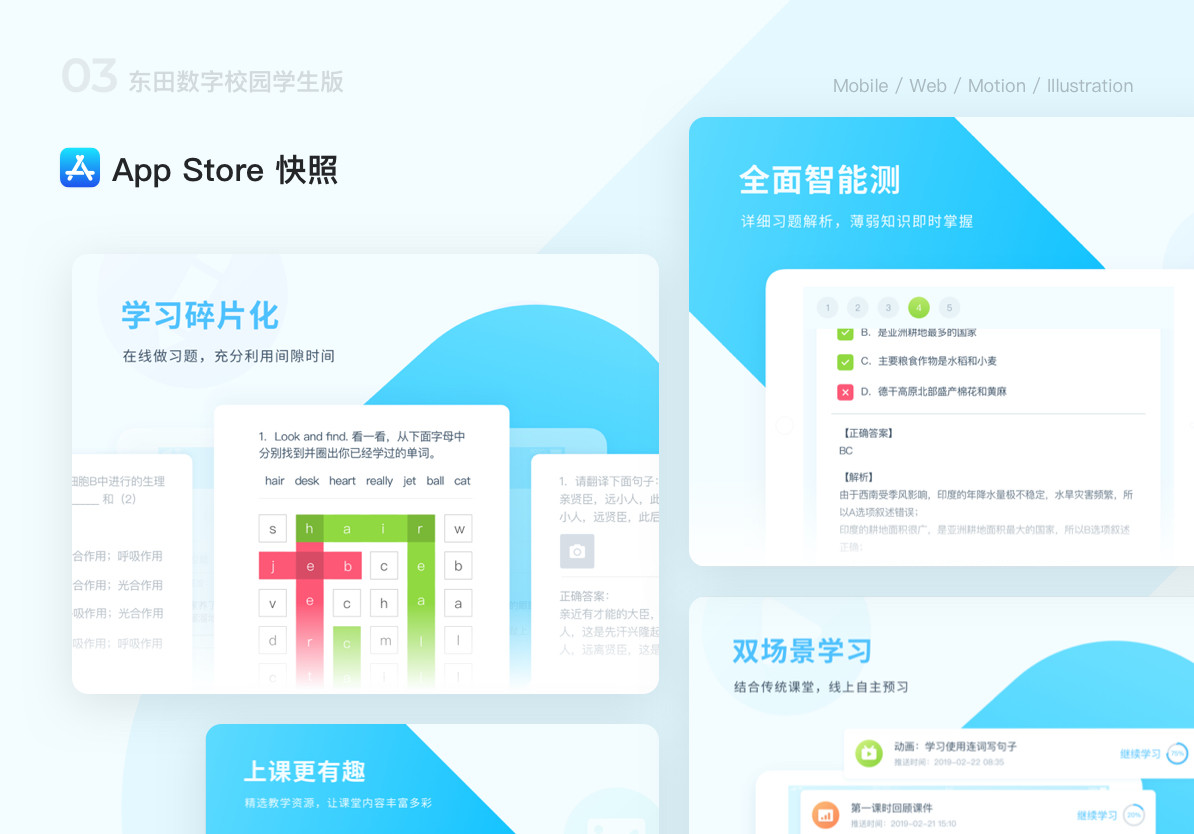 03 东田数字校园学生版
Mobile / Web / Motion / Illustration
App Store 快照
学习碎片化
在线做习题，充分利用间隙时间
胞B中进行的生理
____ 和（2）
合作用；呼吸作用
合作用；光合作用
吸作用；光合作用
吸作用；呼吸作用
1. Look and find. 看一看，从下面字母中
分别找到并圈出你已经学过的单词。
hair desk heart really jet ball cat
s h a i r w
j e b c e b
v e c h a a
d r c m l l
1. 请翻译下面句子：
亲贤臣，远小人，此
小人，远贤臣，此后
正确答案：
亲近有才能的大臣，
人，这是先汗兴隆起
人，远离贤臣，这是
全面智能测
详细习题解析，薄弱知识即时掌握
1 2 3 4 5
B. 是亚洲耕地最多的国家
C. 主要粮食作物是水稻和小麦
D. 德干高原北部盛产棉花和黄麻
【正确答案】
BC
【解析】
由于西南受季风影响，印度的年降水量极不稳定，水旱灾害频繁，所
以A选项叙述错误；
印度的耕地面积很广，是亚洲耕地面积最大的国家，所以B选项叙述
正确；
上课更有趣
精选教学资源，让课堂内容丰富多彩
双场景学习
结合传统课堂，线上自主预习
动画：学习使用连词写句子
推送时间：2019-02-22 08:35
继续学习 75%
第一课时回顾课件
推送时间：2019-02-21 15:10
继续学习 20%